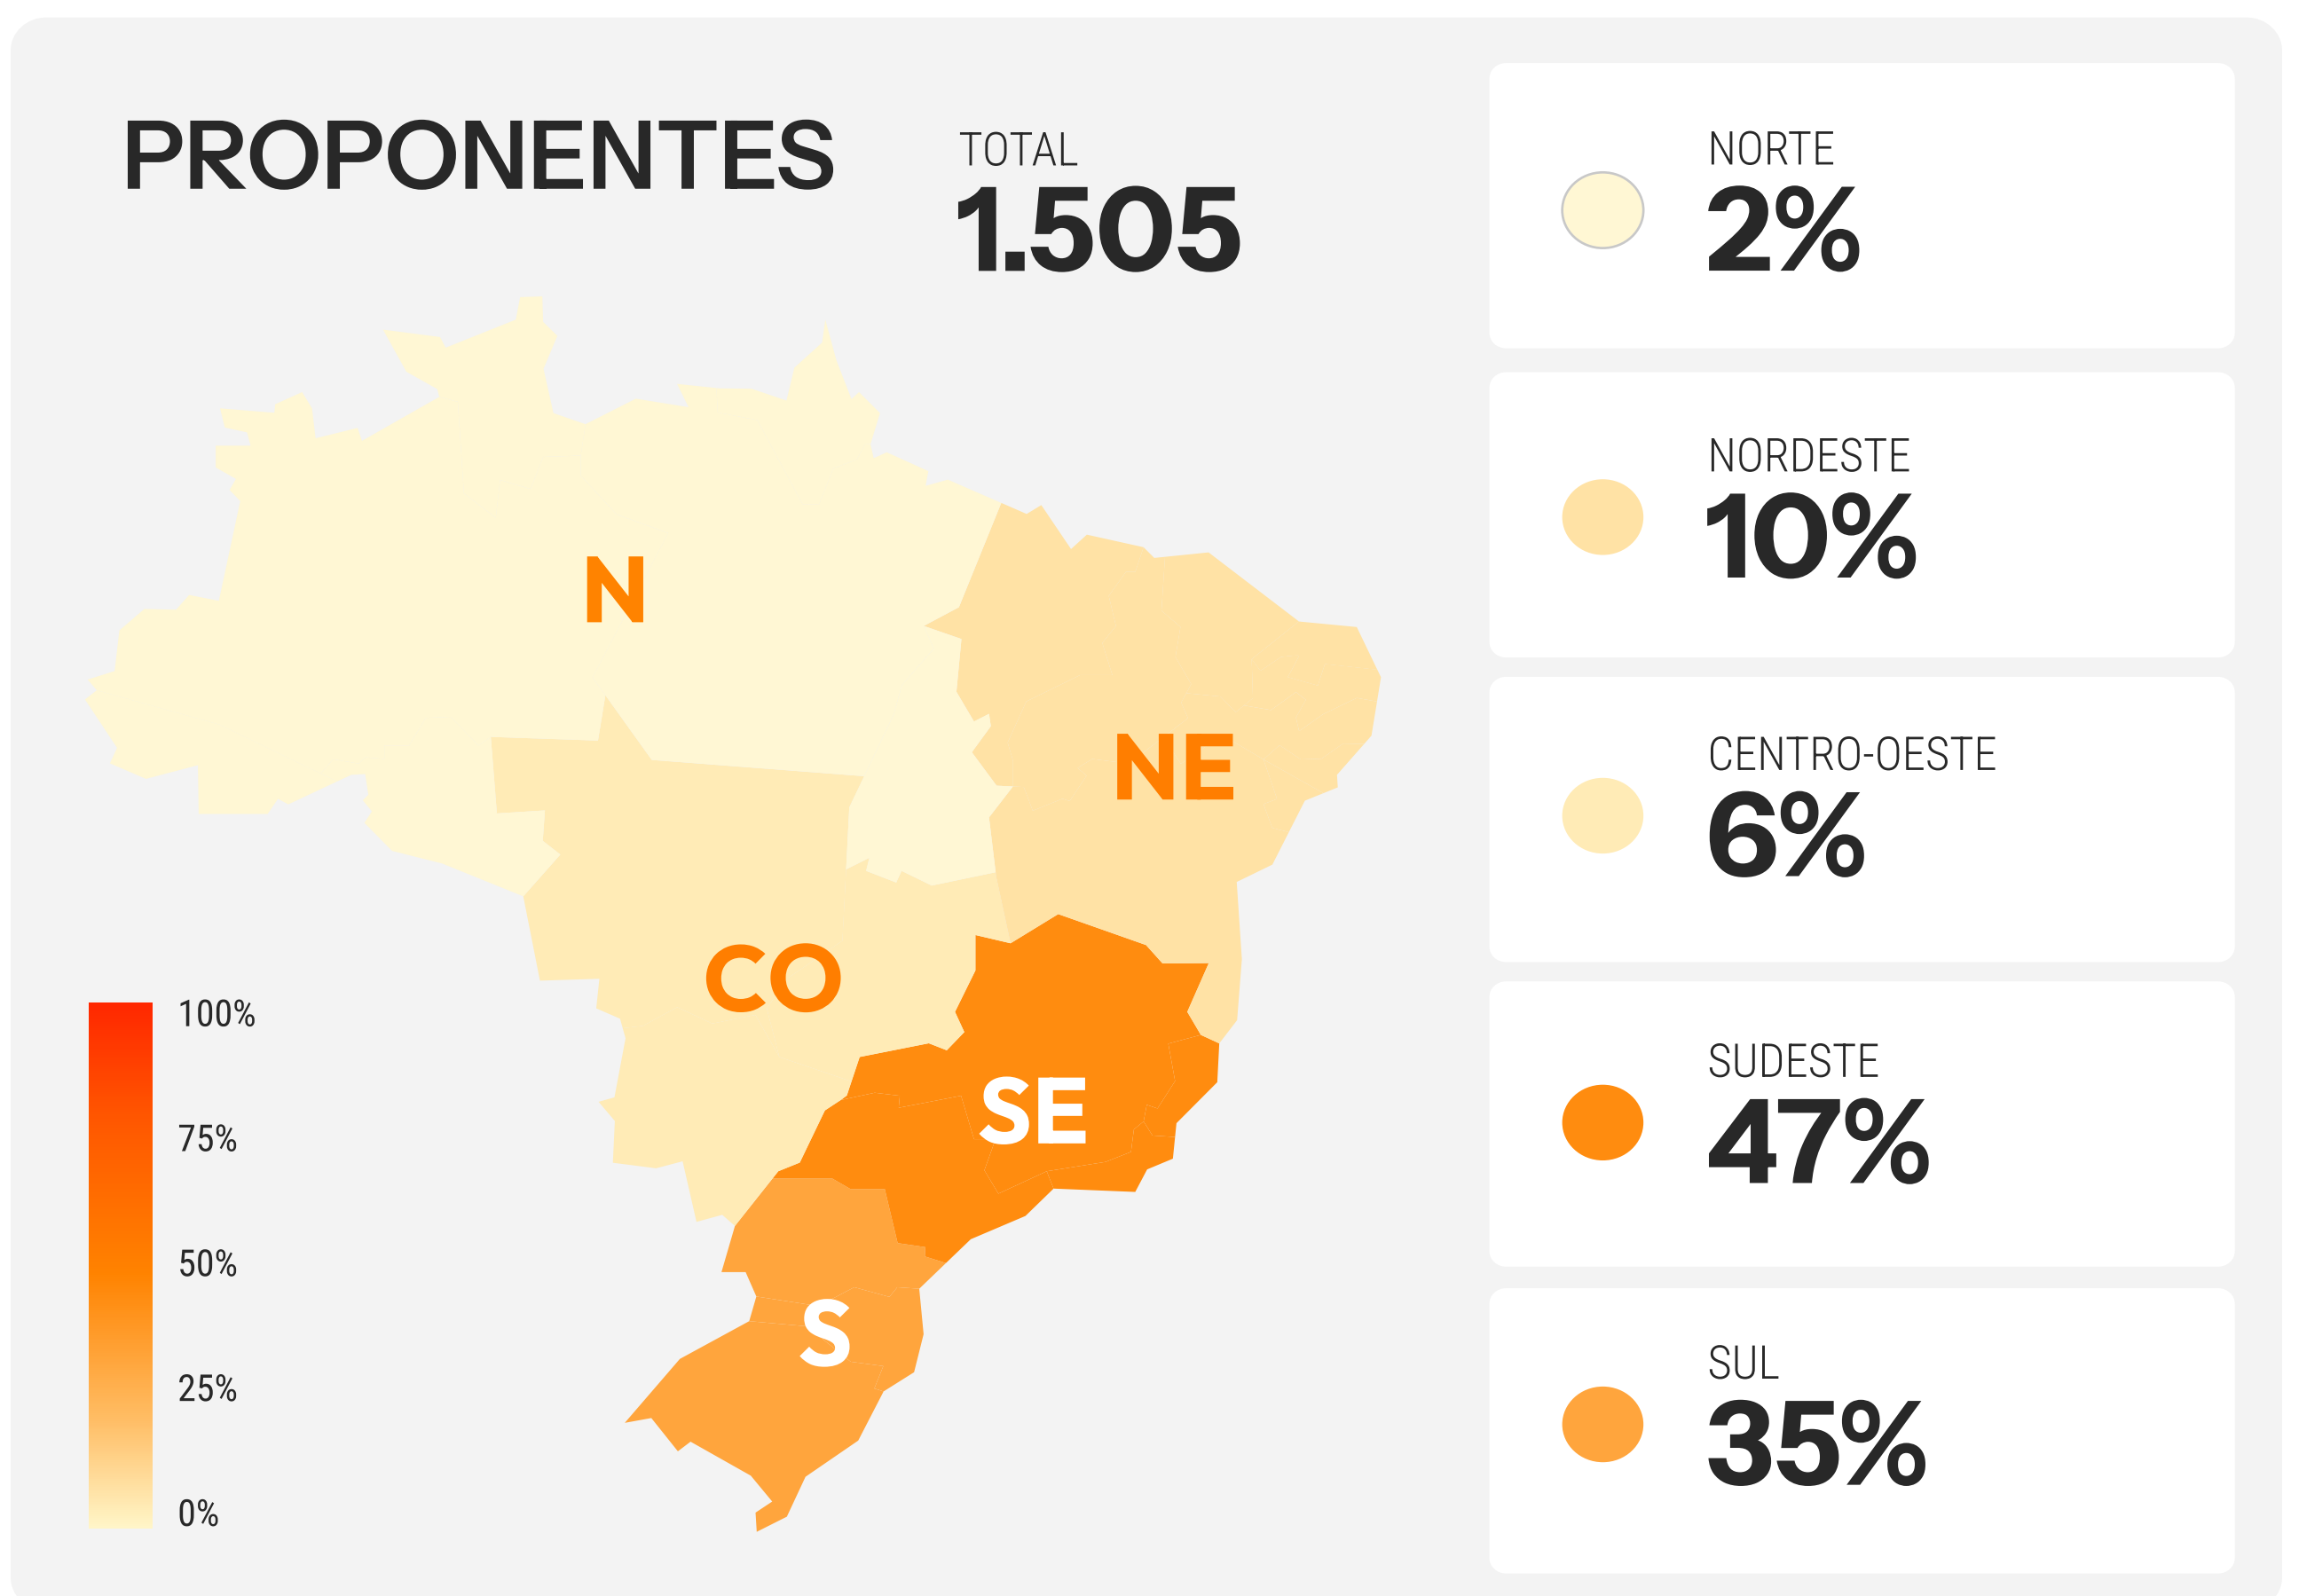 PROPONENTES
TOTAL
1.505
N
NE
CO
SE
S
100%
75%
50%
25%
0%
NORTE
2%
NORDESTE
10%
CENTRO-OESTE
6%
SUDESTE
47%
SUL
35%